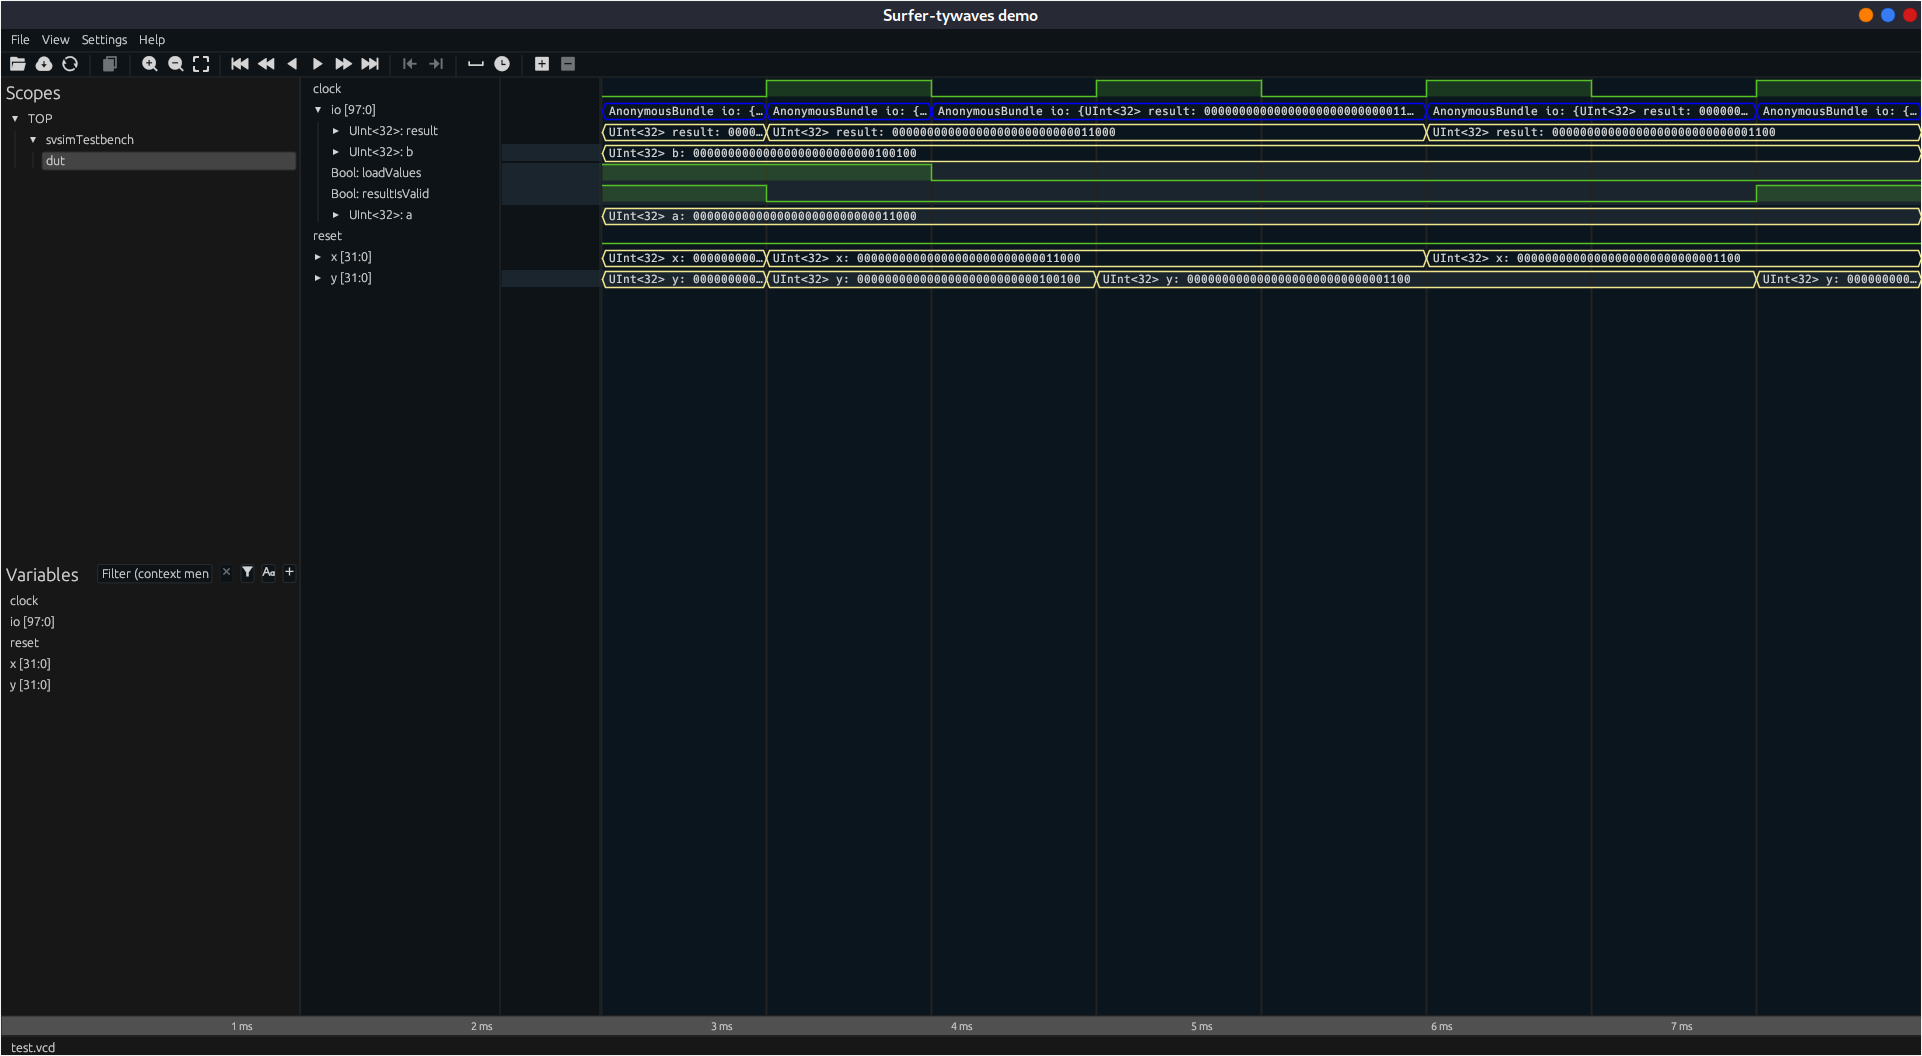 Surfer-tywaves demo
File View Settings Help
Scopes
TOP
svsimTestbench
dut
Variables
Filter (context men
clock
io [97:0]
reset
x [31:0]
y [31:0]
clock
io [97:0]
UInt<32>: result
UInt<32>: b
Bool: loadValues
Bool: resultIsValid
UInt<32>: a
reset
x [31:0]
y [31:0]
AnonymousBundle io: {… AnonymousBundle io: {… AnonymousBundle io: {UInt<32> result: 000000000000000000000000000011… AnonymousBundle io: {UInt<32> result: 000000… AnonymousBundle io: {…
UInt<32> result: 0000… UInt<32> result: 00000000000000000000000000011000 UInt<32> result: 00000000000000000000000000001100
UInt<32> b: 00000000000000000000000000100100
UInt<32> a: 00000000000000000000000000011000
UInt<32> x: 000000000… UInt<32> x: 00000000000000000000000000011000 UInt<32> x: 00000000000000000000000000001100
UInt<32> y: 000000000… UInt<32> y: 00000000000000000000000000100100 UInt<32> y: 00000000000000000000000000001100 UInt<32> y: 000000000…
1 ms 2 ms 3 ms 4 ms 5 ms 6 ms 7 ms
test.vcd